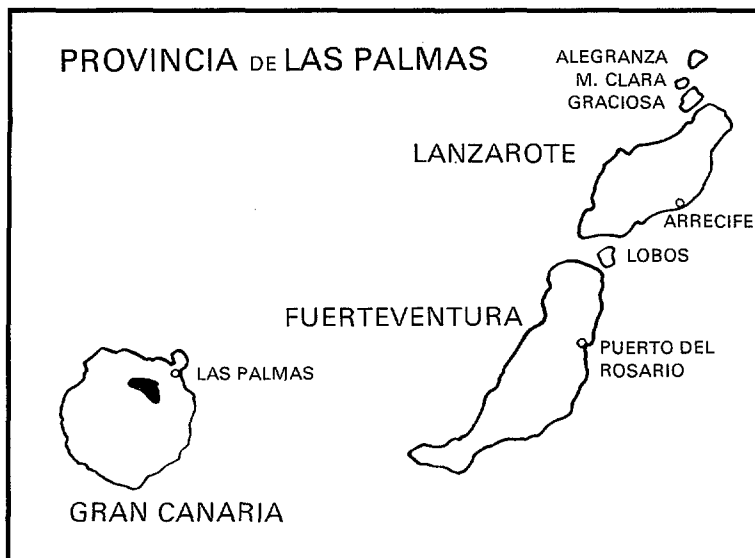 PROVINCIA DE LAS PALMAS
ALEGRANZA
M. CLARA
GRACIOSA
LANZAROTE
ARRECIFE
LOBOS
FUERTEVENTURA
PUERTO DEL
ROSARIO
LAS PALMAS
GRAN CANARIA